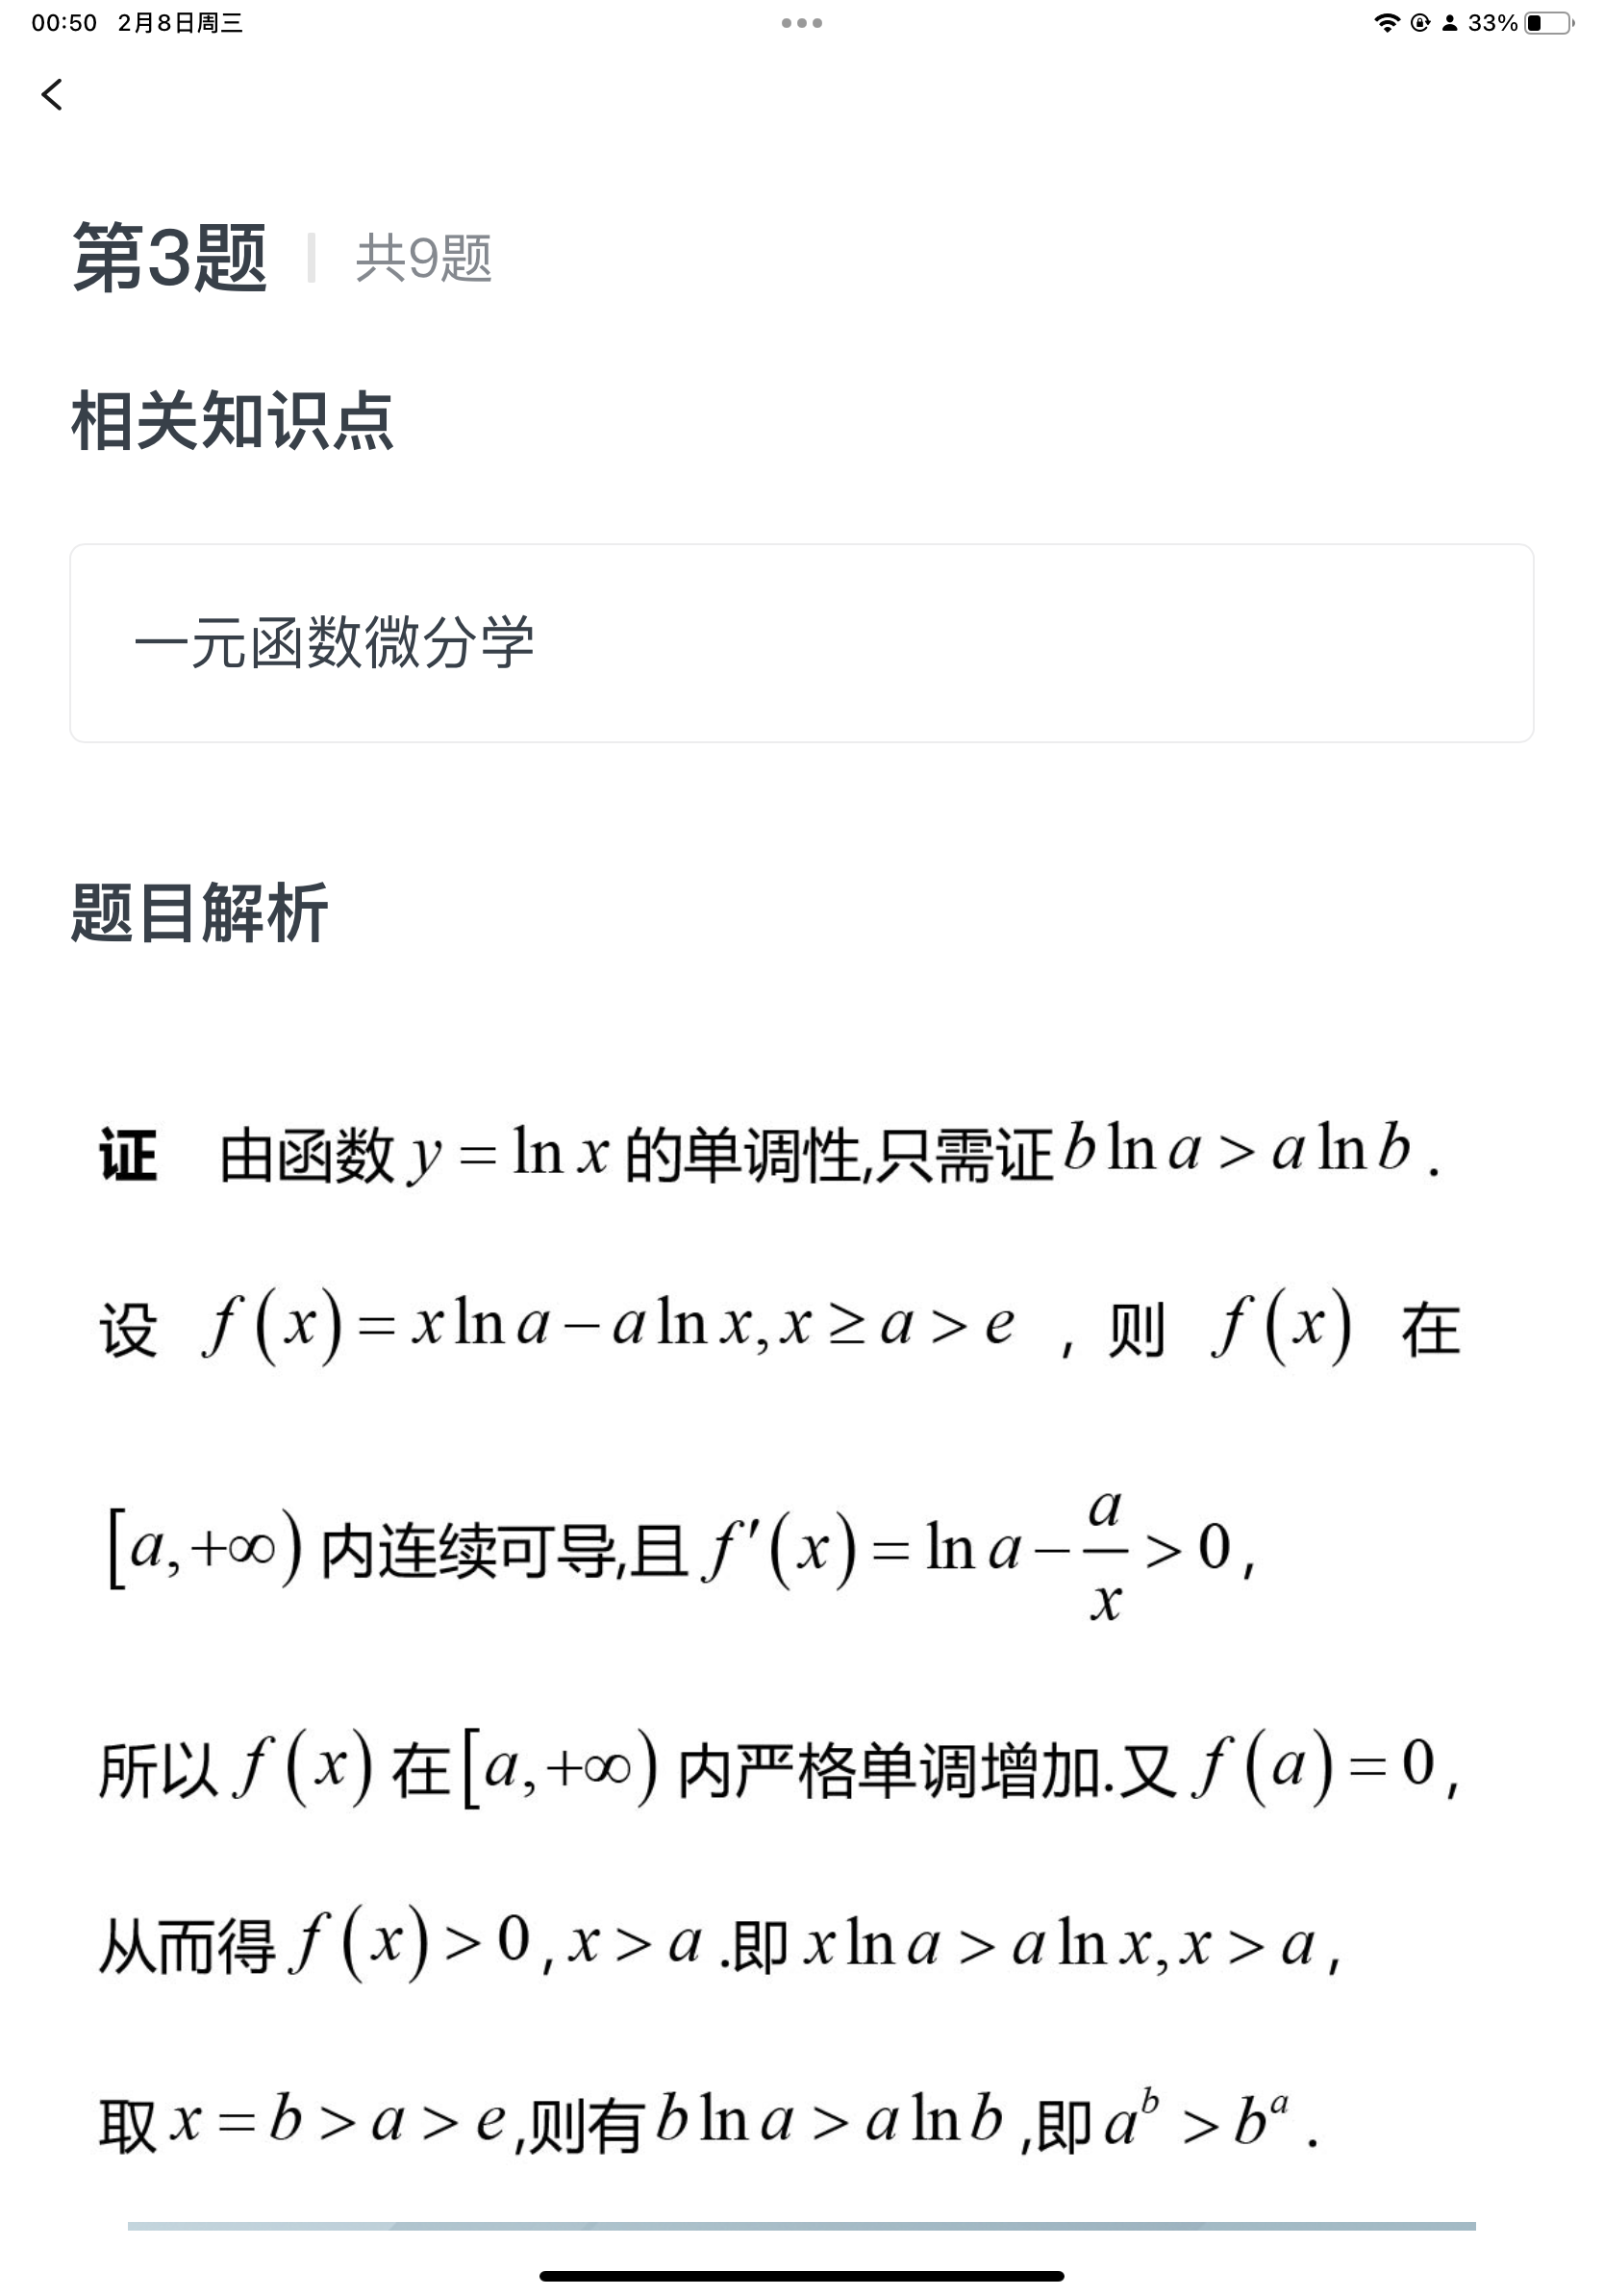 00:50 2月8日周三
33%
第3题 共9题
相关知识点
一元函数微分学
题目解析
证 由函数 y = ln x 的单调性,只需证 b ln a > a ln b .
设 f(x) = x ln a − a ln x, x ≥ a > e , 则 f(x) 在
[a, +∞) 内连续可导,且 f′(x) = ln a − a/x > 0 ,
所以 f(x) 在 [a, +∞) 内严格单调增加.又 f(a) = 0 ,
从而得 f(x) > 0 , x > a .即 x ln a > a ln x, x > a ,
取 x = b > a > e ,则有 b ln a > a ln b ,即 a^b > b^a .